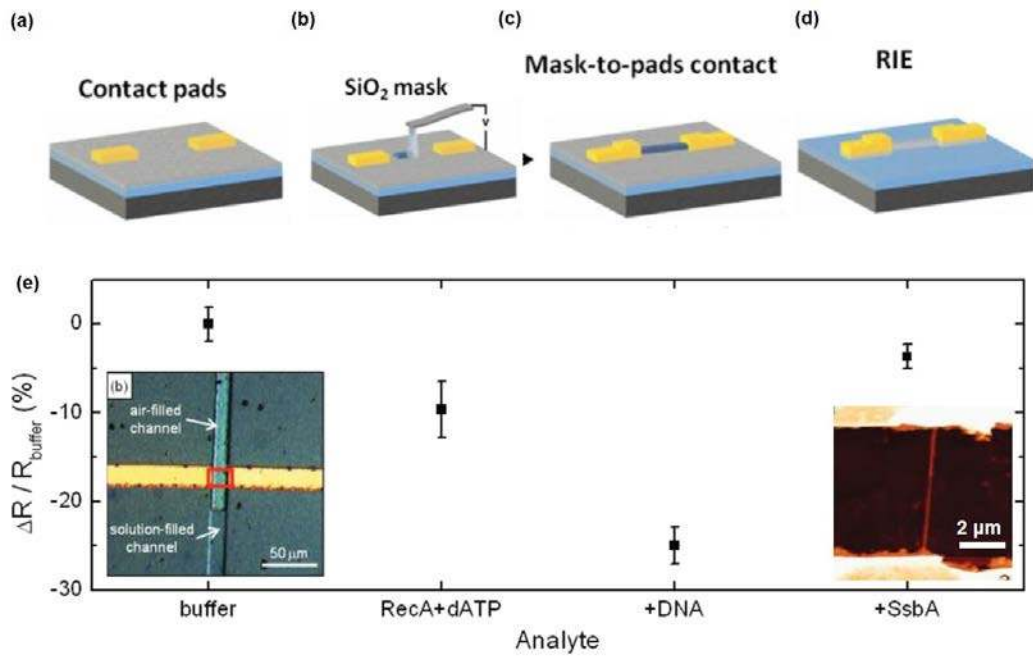 (a)
(b)
(c)
(d)
Contact pads
SiO₂ mask
Mask-to-pads contact
RIE
V
(e)
ΔR / R_buffer (%)
0
-10
-20
-30
(b)
air-filled
channel
solution-filled
channel
50 μm
2 μm
buffer
RecA+dATP
+DNA
+SsbA
Analyte